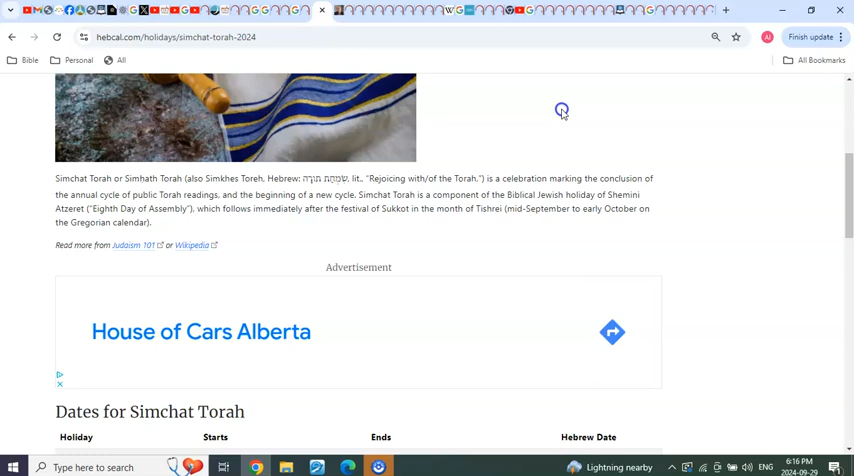 Finish update
hebcal.com/holidays/simchat-torah-2024
Bible
Personal
All
All Bookmarks
Simchat Torah or Simḥath Torah (also Simkhes Toreh, Hebrew: שִׂמְחַת תוֹרָה, lit., “Rejoicing with/of the Torah,”) is a celebration marking the conclusion of
the annual cycle of public Torah readings, and the beginning of a new cycle. Simchat Torah is a component of the Biblical Jewish holiday of Shemini
Atzeret (“Eighth Day of Assembly”), which follows immediately after the festival of Sukkot in the month of Tishrei (mid-September to early October on
the Gregorian calendar).
Read more from Judaism 101 or Wikipedia
Advertisement
House of Cars Alberta
Dates for Simchat Torah
Holiday Starts Ends Hebrew Date
Type here to search
Lightning nearby
ENG
6:16 PM
2024-09-29